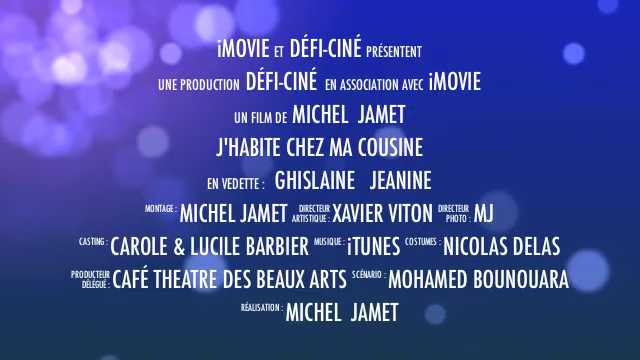 iMOVIE ET DÉFI-CINÉ PRÉSENTENT
UNE PRODUCTION DÉFI-CINÉ EN ASSOCIATION AVEC iMOVIE
UN FILM DE MICHEL JAMET
J'HABITE CHEZ MA COUSINE
EN VEDETTE : GHISLAINE JEANINE
MONTAGE : MICHEL JAMET DIRECTEUR ARTISTIQUE : XAVIER VITON DIRECTEUR PHOTO : MJ
CASTING : CAROLE & LUCILE BARBIER MUSIQUE : iTUNES COSTUMES : NICOLAS DELAS
PRODUCTEUR DÉLÉGUÉ : CAFÉ THEATRE DES BEAUX ARTS SCÉNARIO : MOHAMED BOUNOUARA
RÉALISATION : MICHEL JAMET